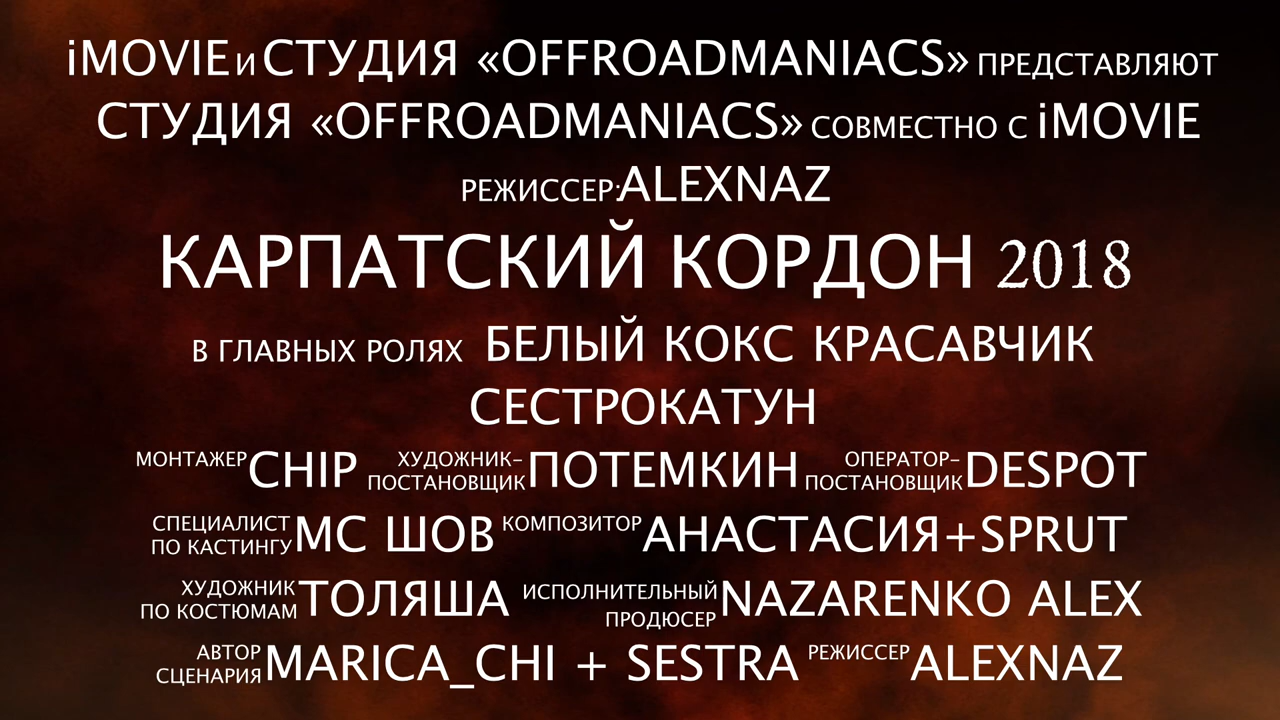 iMOVIE и СТУДИЯ «OFFROADMANIACS» ПРЕДСТАВЛЯЮТ
СТУДИЯ «OFFROADMANIACS» СОВМЕСТНО С iMOVIE
РЕЖИССЕР: ALEXNAZ
КАРПАТСКИЙ КОРДОН 2018
В ГЛАВНЫХ РОЛЯХ БЕЛЫЙ КОКС КРАСАВЧИК
СЕСТРОКАТУН
МОНТАЖЕР CHIP ХУДОЖНИК-ПОСТАНОВЩИК ПОТЕМКИН ОПЕРАТОР-ПОСТАНОВЩИК DESPOT
СПЕЦИАЛИСТ ПО КАСТИНГУ МС ШОВ КОМПОЗИТОР АНАСТАСИЯ+SPRUT
ХУДОЖНИК ПО КОСТЮМАМ ТОЛЯША ИСПОЛНИТЕЛЬНЫЙ ПРОДЮСЕР NAZARENKO ALEX
АВТОР СЦЕНАРИЯ MARICA_CHI + SESTRA РЕЖИССЕР ALEXNAZ